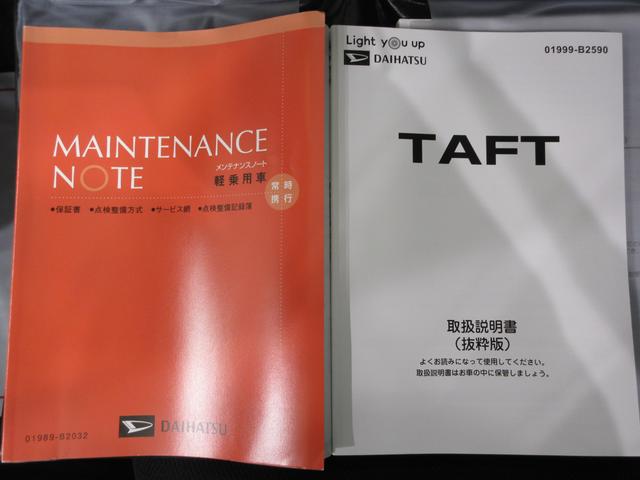 MAINTENANCE
NOTE
メンテナンスノート
軽乗用車
常時
携行
●保証書 ●点検整備方式 ●サービス網 ●点検整備記録簿
DAIHATSU
01989-B2032
Light you up
DAIHATSU
01999-B2590
TAFT
取扱説明書
（抜粋版）
よくお読みになって使用してください。
取扱説明書はお車の中に保管しましょう。